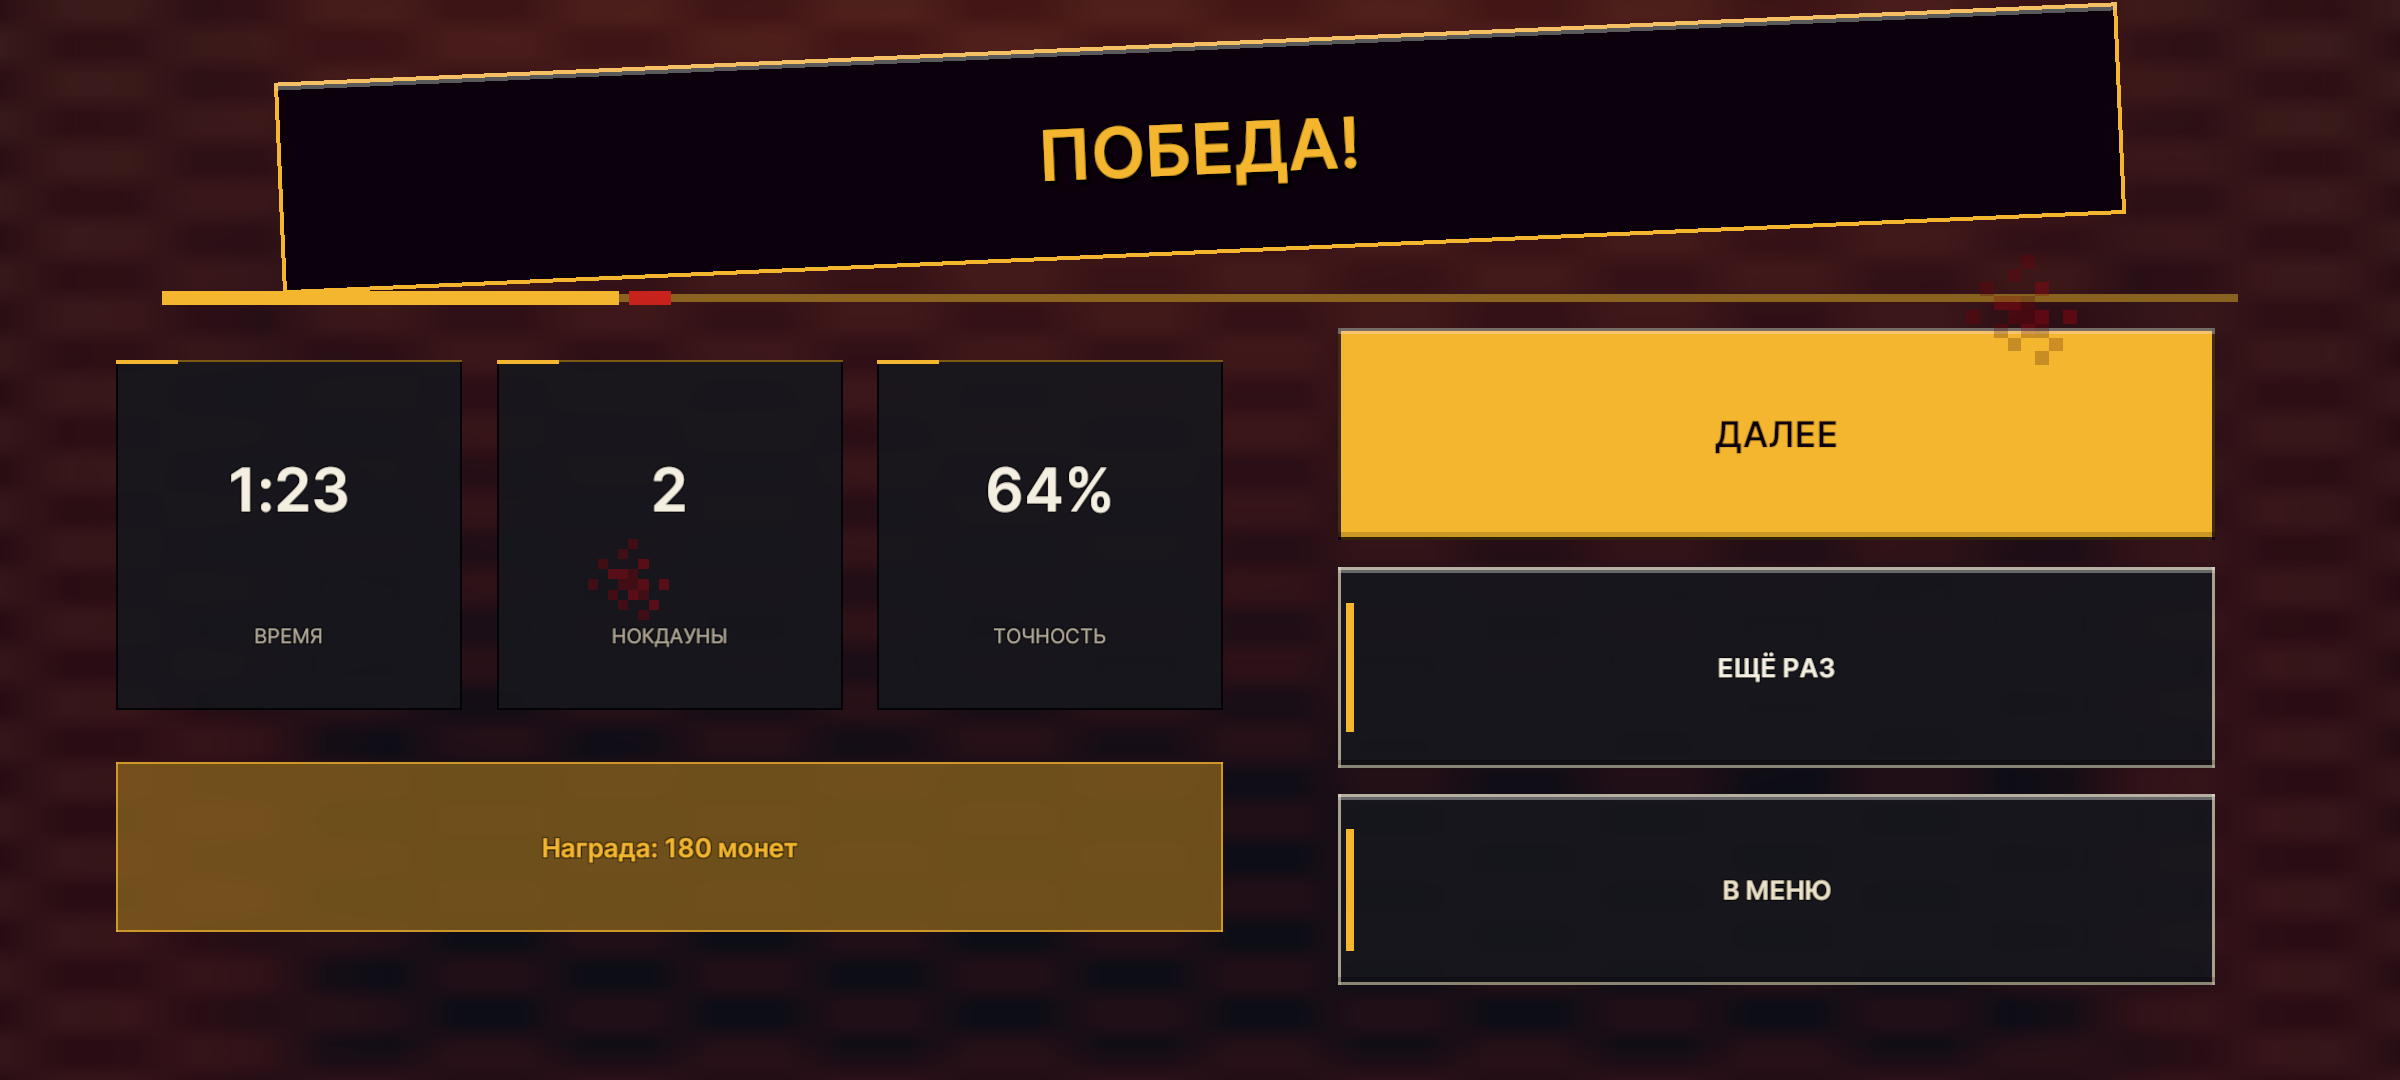 ПОБЕДА!
1:23
ВРЕМЯ
2
НОКДАУНЫ
64%
ТОЧНОСТЬ
Награда: 180 монет
ДАЛЕЕ
ЕЩЁ РАЗ
В МЕНЮ